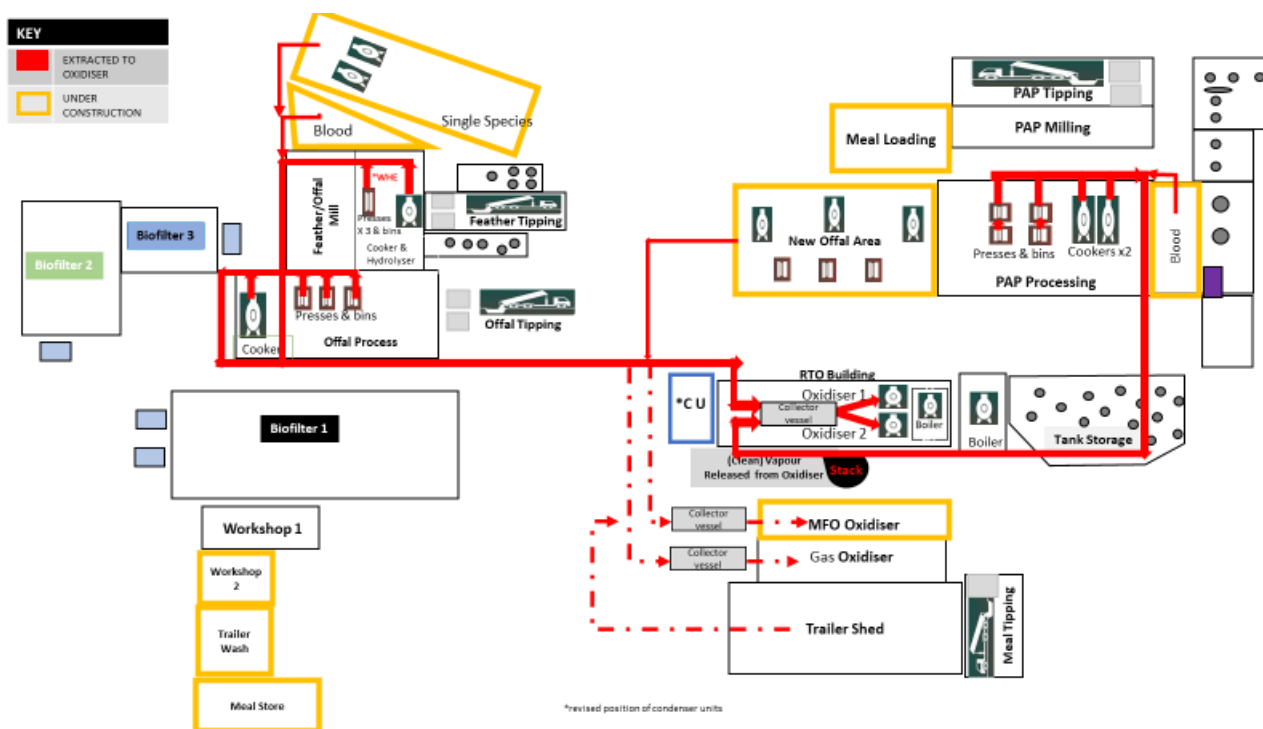 KEY
EXTRACTED TO
OXIDISER
UNDER
CONSTRUCTION
Single Species
Blood
Feather/Offal
Mill
*WHE
Presses
X 3 & bins
Cooker &
Hydrolyser
Feather Tipping
Biofilter 3
Biofilter 2
Presses & bins
Cooker
Offal Process
Offal Tipping
PAP Tipping
PAP Milling
Meal Loading
New Offal Area
Presses & bins
Cookers x2
PAP Processing
Blood
RTO Building
*C U
Oxidiser 1
Collector
vessel
Oxidiser 2
Boiler
Boiler
Tank Storage
(Clean) Vapour
Released from Oxidiser
Stack
Biofilter 1
Collector
vessel
MFO Oxidiser
Collector
vessel
Gas Oxidiser
Trailer Shed
Meal Tipping
Workshop 1
Workshop
2
Trailer
Wash
Meal Store
*revised position of condenser units